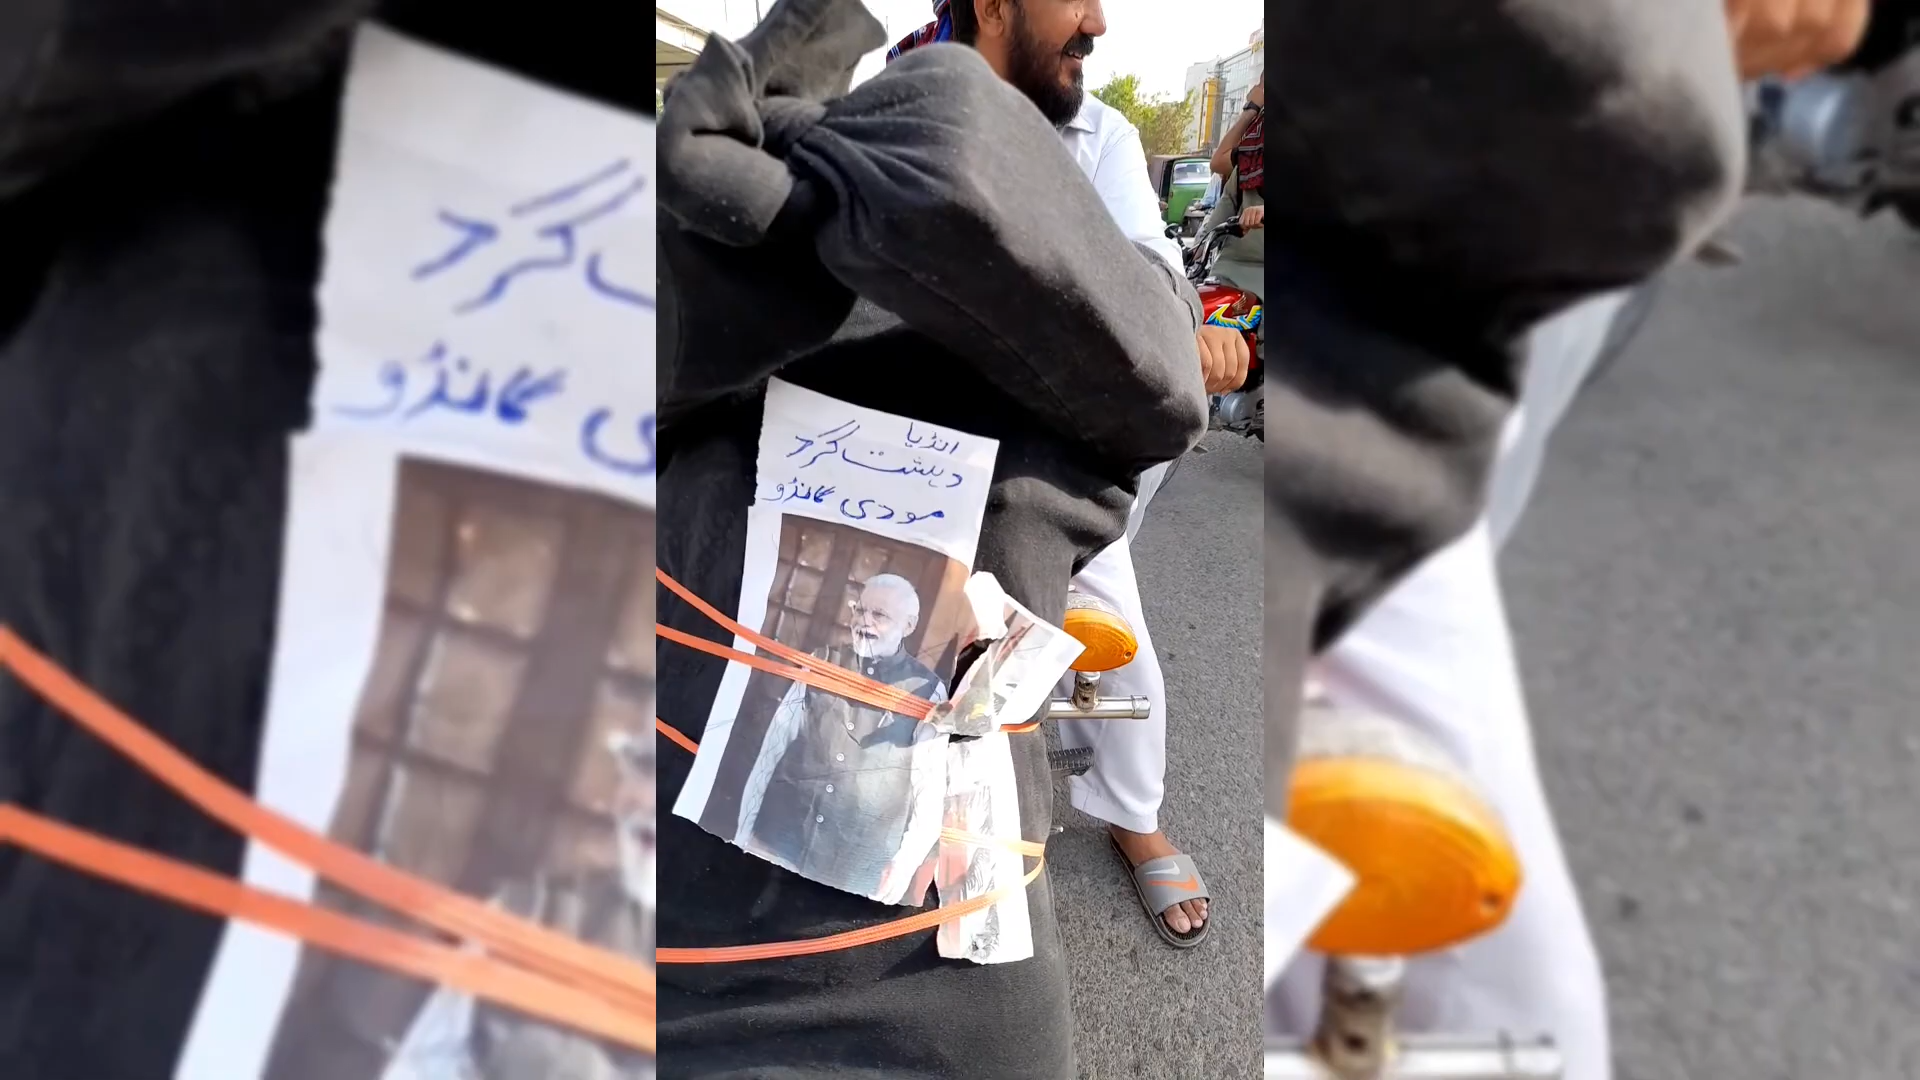 انڈیا
دہشت گرد
مودی گانڈو